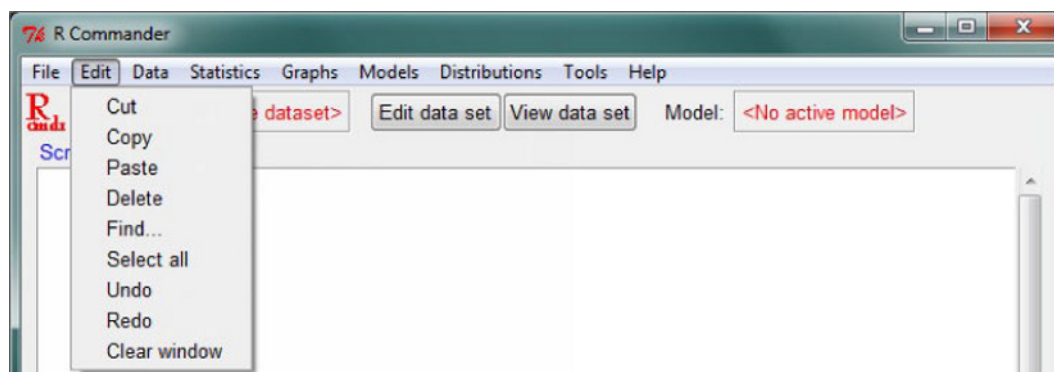 R Commander
File Edit Data Statistics Graphs Models Distributions Tools Help
R cmdr dataset> Edit data set View data set Model: <No active model>
Scr
Cut
Copy
Paste
Delete
Find...
Select all
Undo
Redo
Clear window